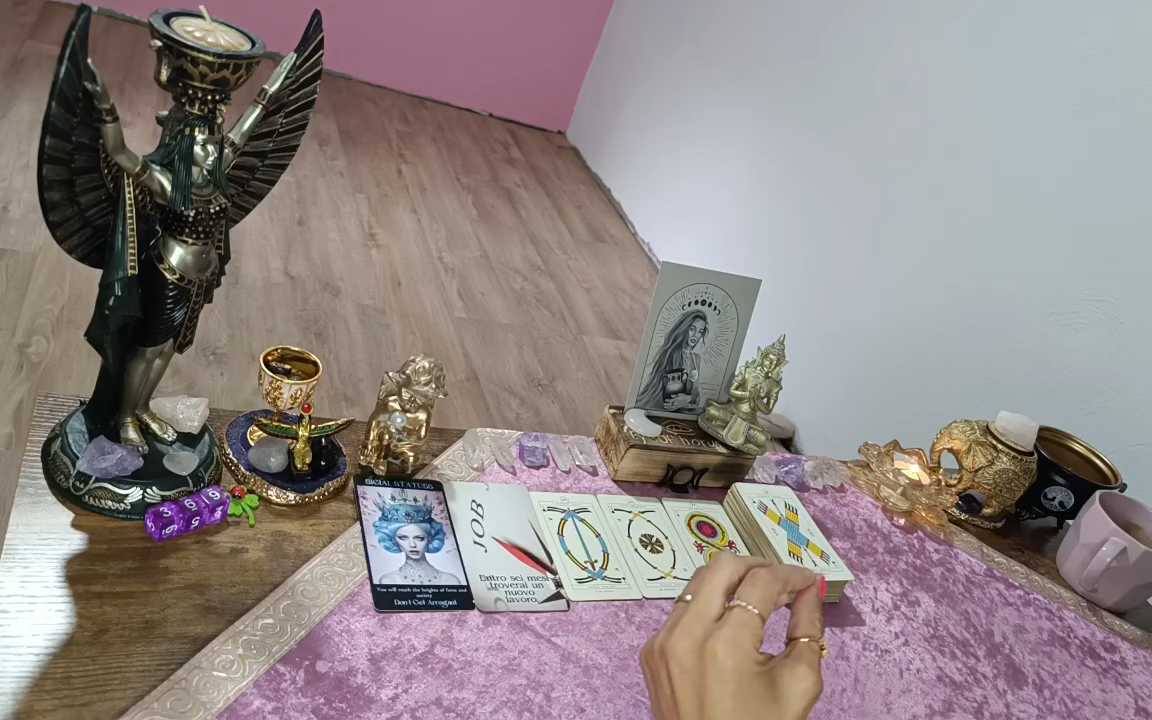 SOCIAL STATUSS
You will reach the heights of fame and
society
Don't Get Arrogant
JOB
Entro sei mesi
troverai un
nuovo
lavoro.